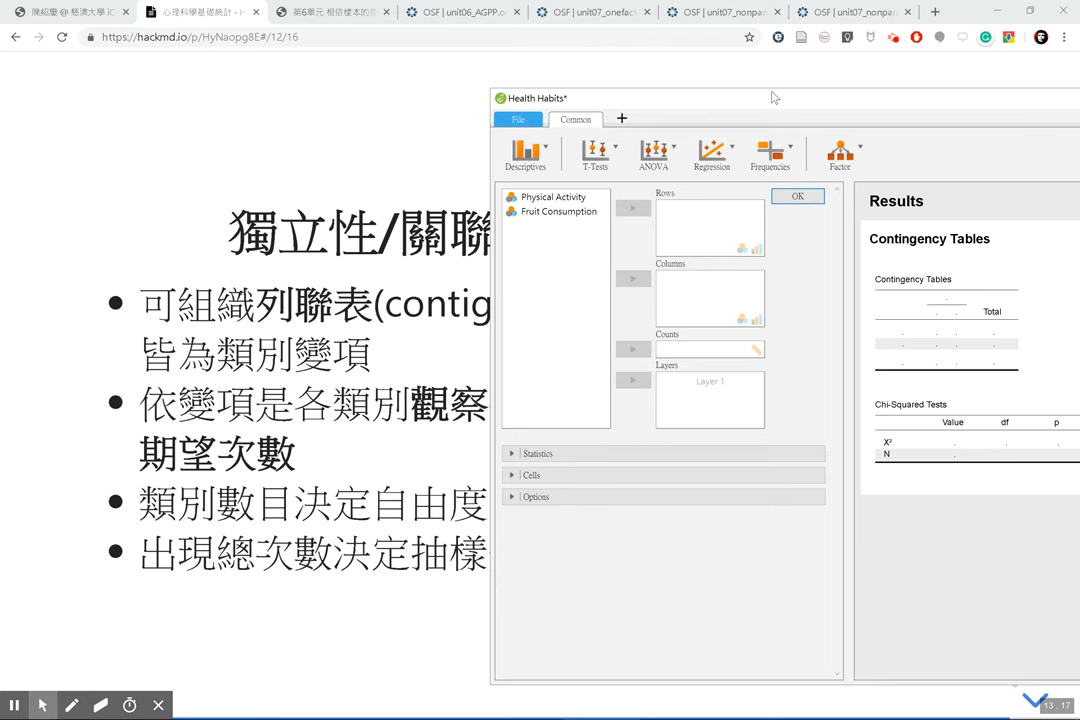 陳紹慶 @ 慈濟大學 iC
心理科學基礎統計 - H
第6單元 相依樣本的
OSF | unit06_AGPP.o
OSF | unit07_onefact
OSF | unit07_nonpar
OSF | unit07_nonpar
https://hackmd.io/p/HyNaopg8E#/12/16
獨立性/關聯
可組織列聯表(contig
皆為類別變項
依變項是各類別觀察
期望次數
類別數目決定自由度
出現總次數決定抽樣
Health Habits*
File
Common
Descriptives
T-Tests
ANOVA
Regression
Frequencies
Factor
Physical Activity
Fruit Consumption
Rows
OK
Columns
Counts
Layers
Layer 1
Statistics
Cells
Options
Results
Contingency Tables
Contingency Tables
Total
Chi-Squared Tests
Value df p
X²
N
13 . 17